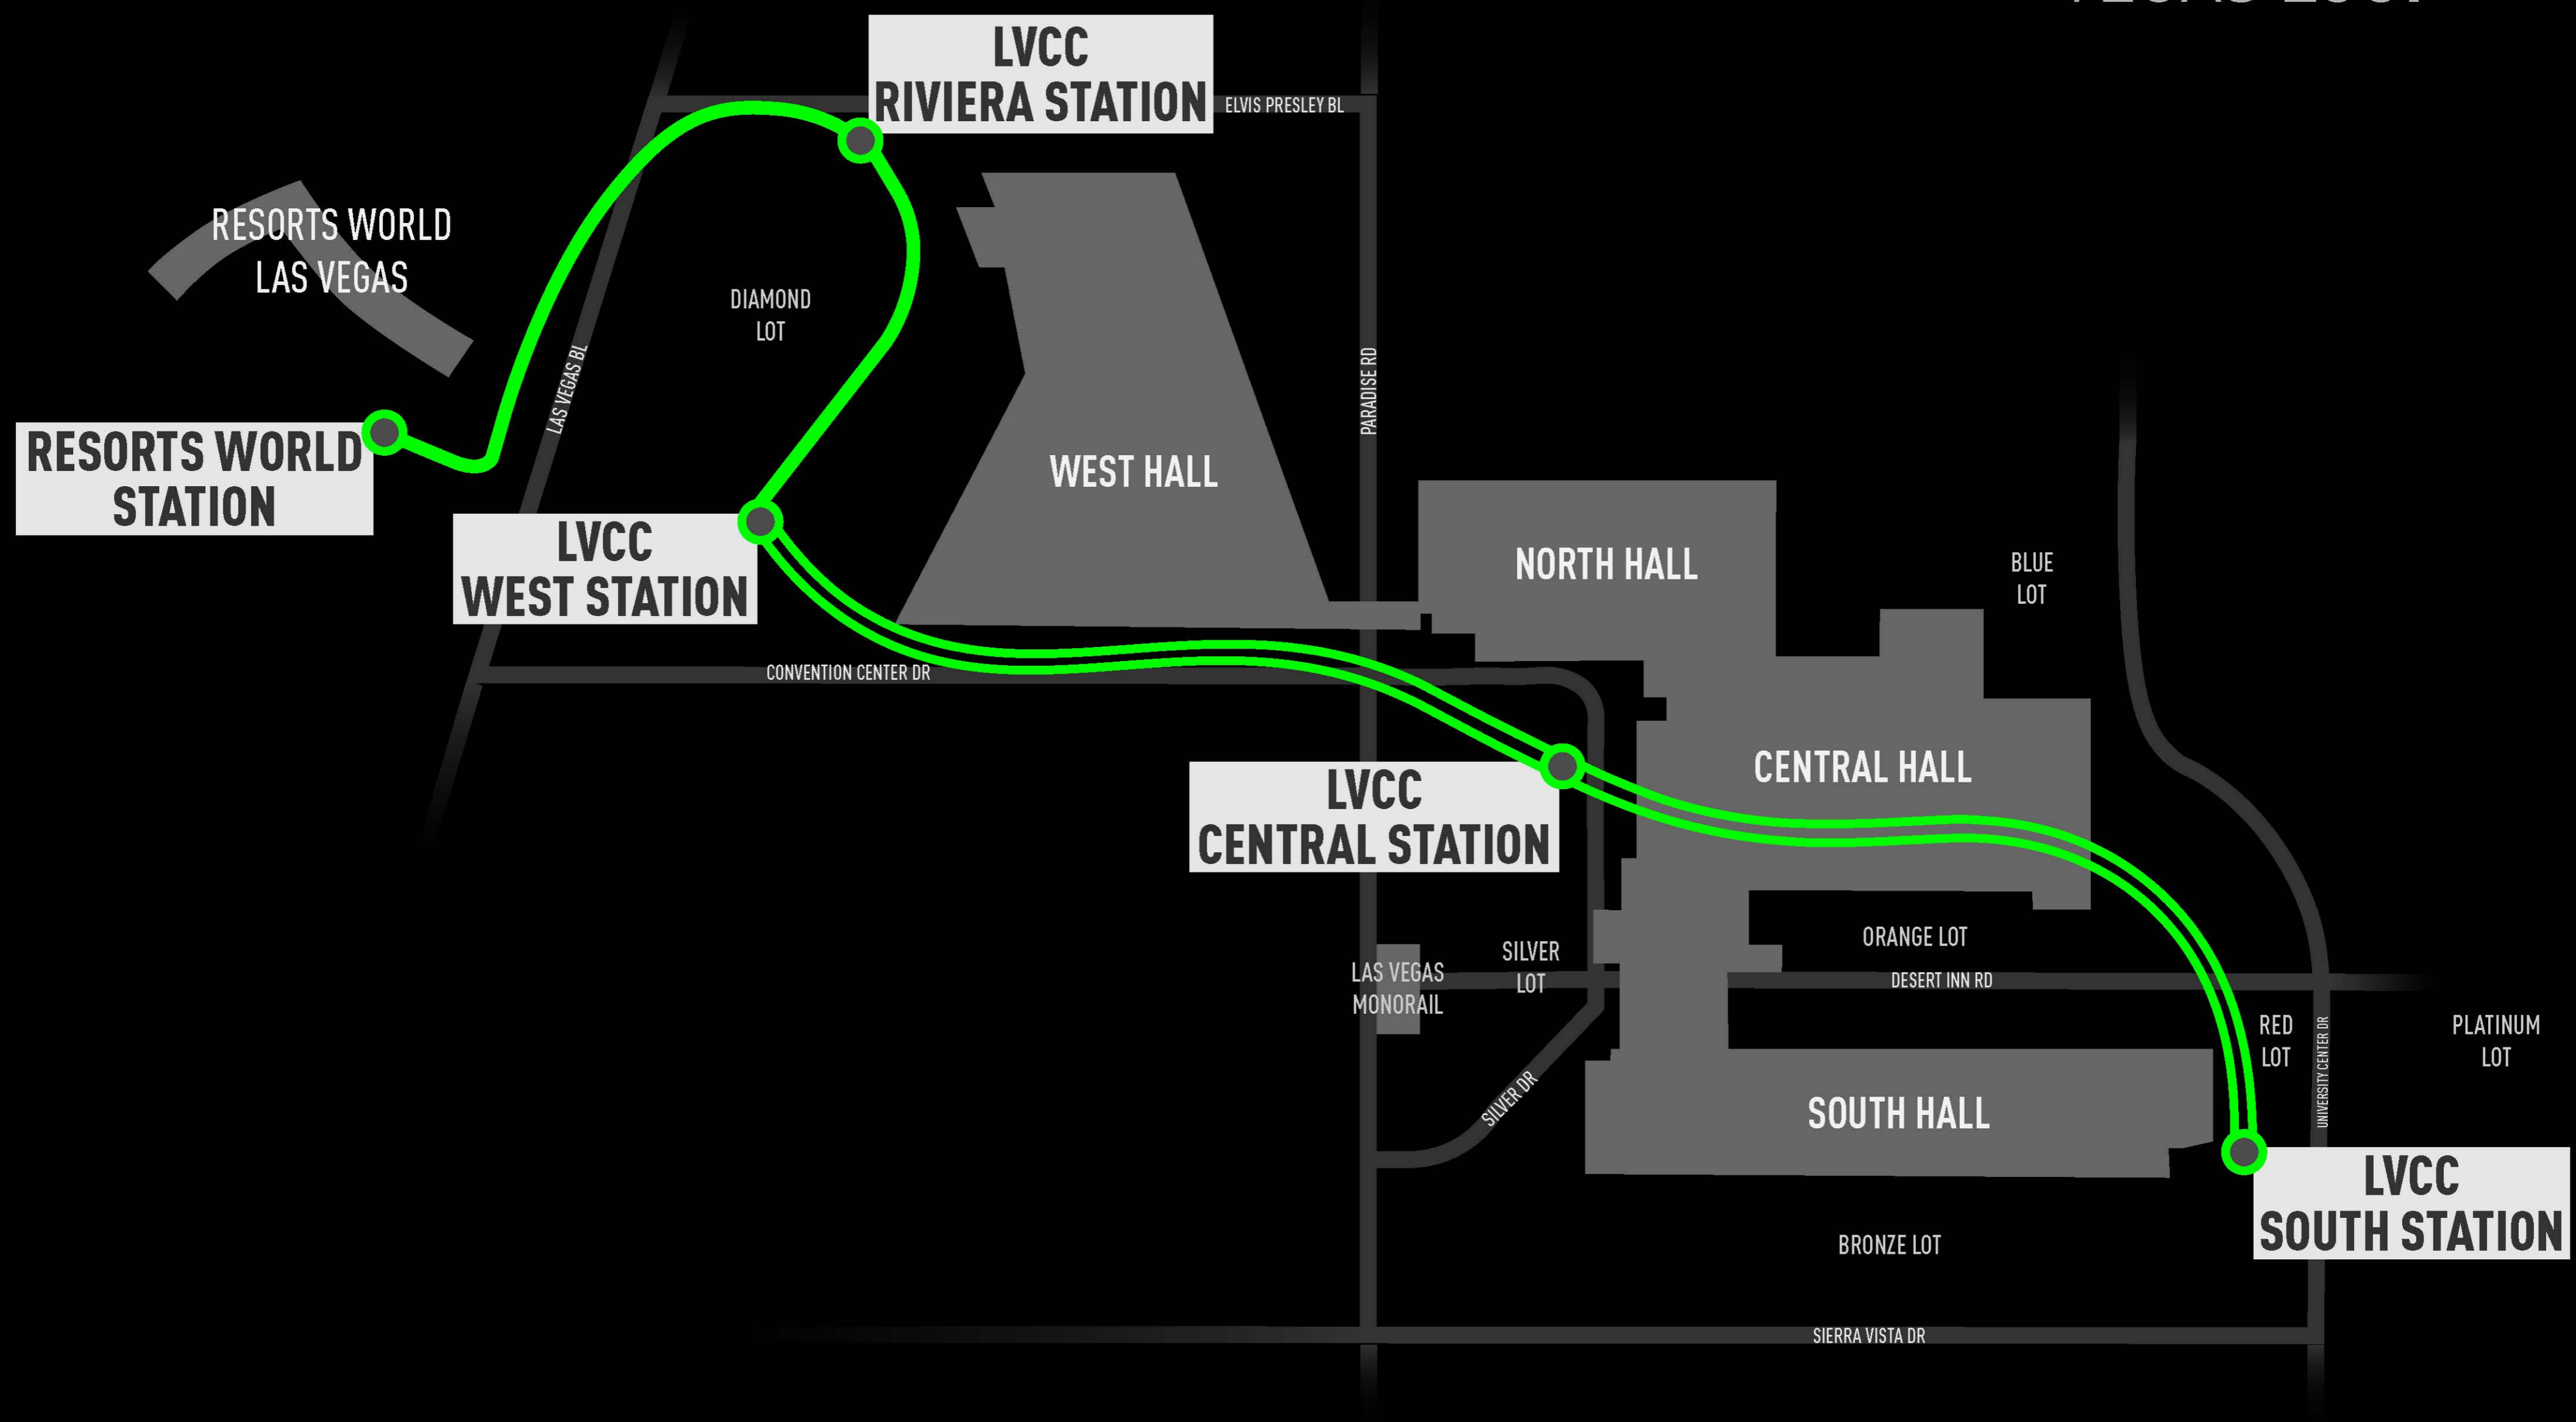 LVCC
RIVIERA STATION
ELVIS PRESLEY BL
RESORTS WORLD
LAS VEGAS
DIAMOND
LOT
LAS VEGAS BL
PARADISE RD
RESORTS WORLD
STATION
WEST HALL
LVCC
WEST STATION
NORTH HALL
BLUE
LOT
CONVENTION CENTER DR
CENTRAL HALL
LVCC
CENTRAL STATION
ORANGE LOT
SILVER
LOT
LAS VEGAS
MONORAIL
DESERT INN RD
RED
LOT
UNIVERSITY CENTER DR
PLATINUM
LOT
SILVER DR
SOUTH HALL
LVCC
SOUTH STATION
BRONZE LOT
SIERRA VISTA DR